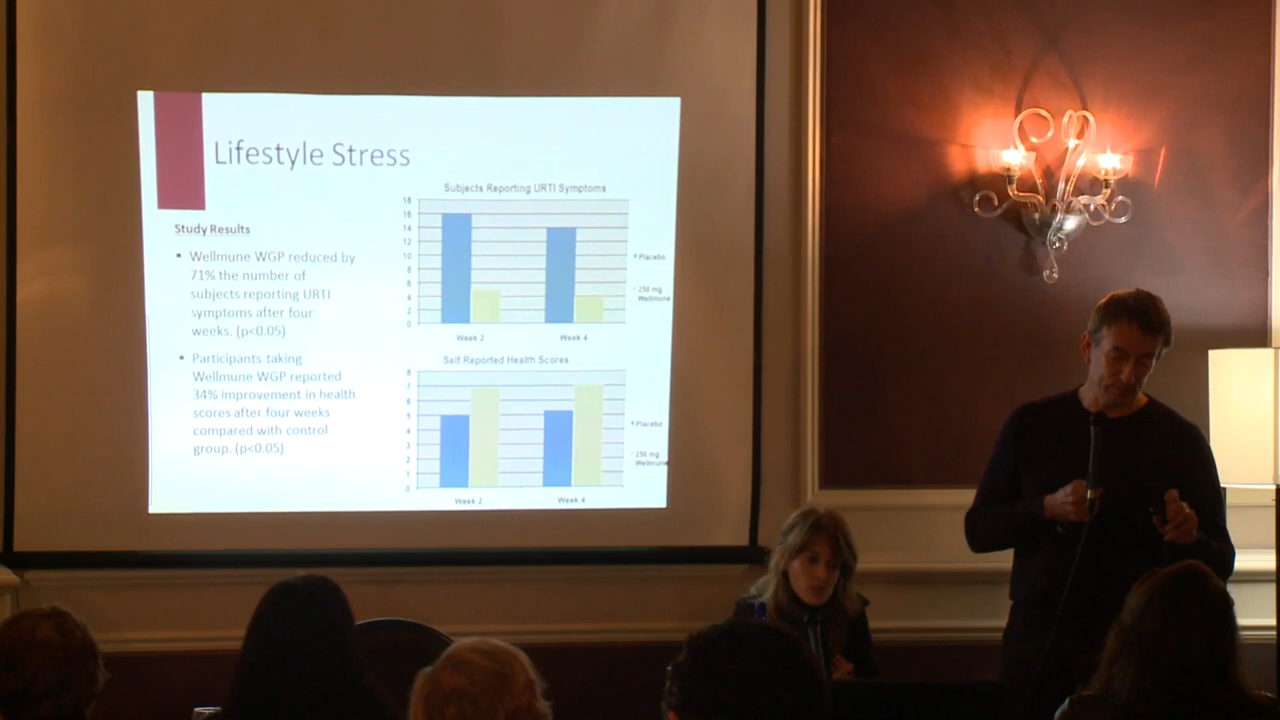 Lifestyle Stress
Study Results
Wellmune WGP reduced by
71% the number of
subjects reporting URTI
symptoms after four
weeks. (p<0.05)
Participants taking
Wellmune WGP reported
34% improvement in health
scores after four weeks
compared with control
group. (p<0.05)
Subjects Reporting URTI Symptoms
18
16
14
12
10
8
6
4
2
0
Week 2 Week 4
Placebo
250 mg
Wellmune
Self Reported Health Scores
8
7
6
5
4
3
2
1
0
Week 2 Week 4
Placebo
250 mg
Wellmune